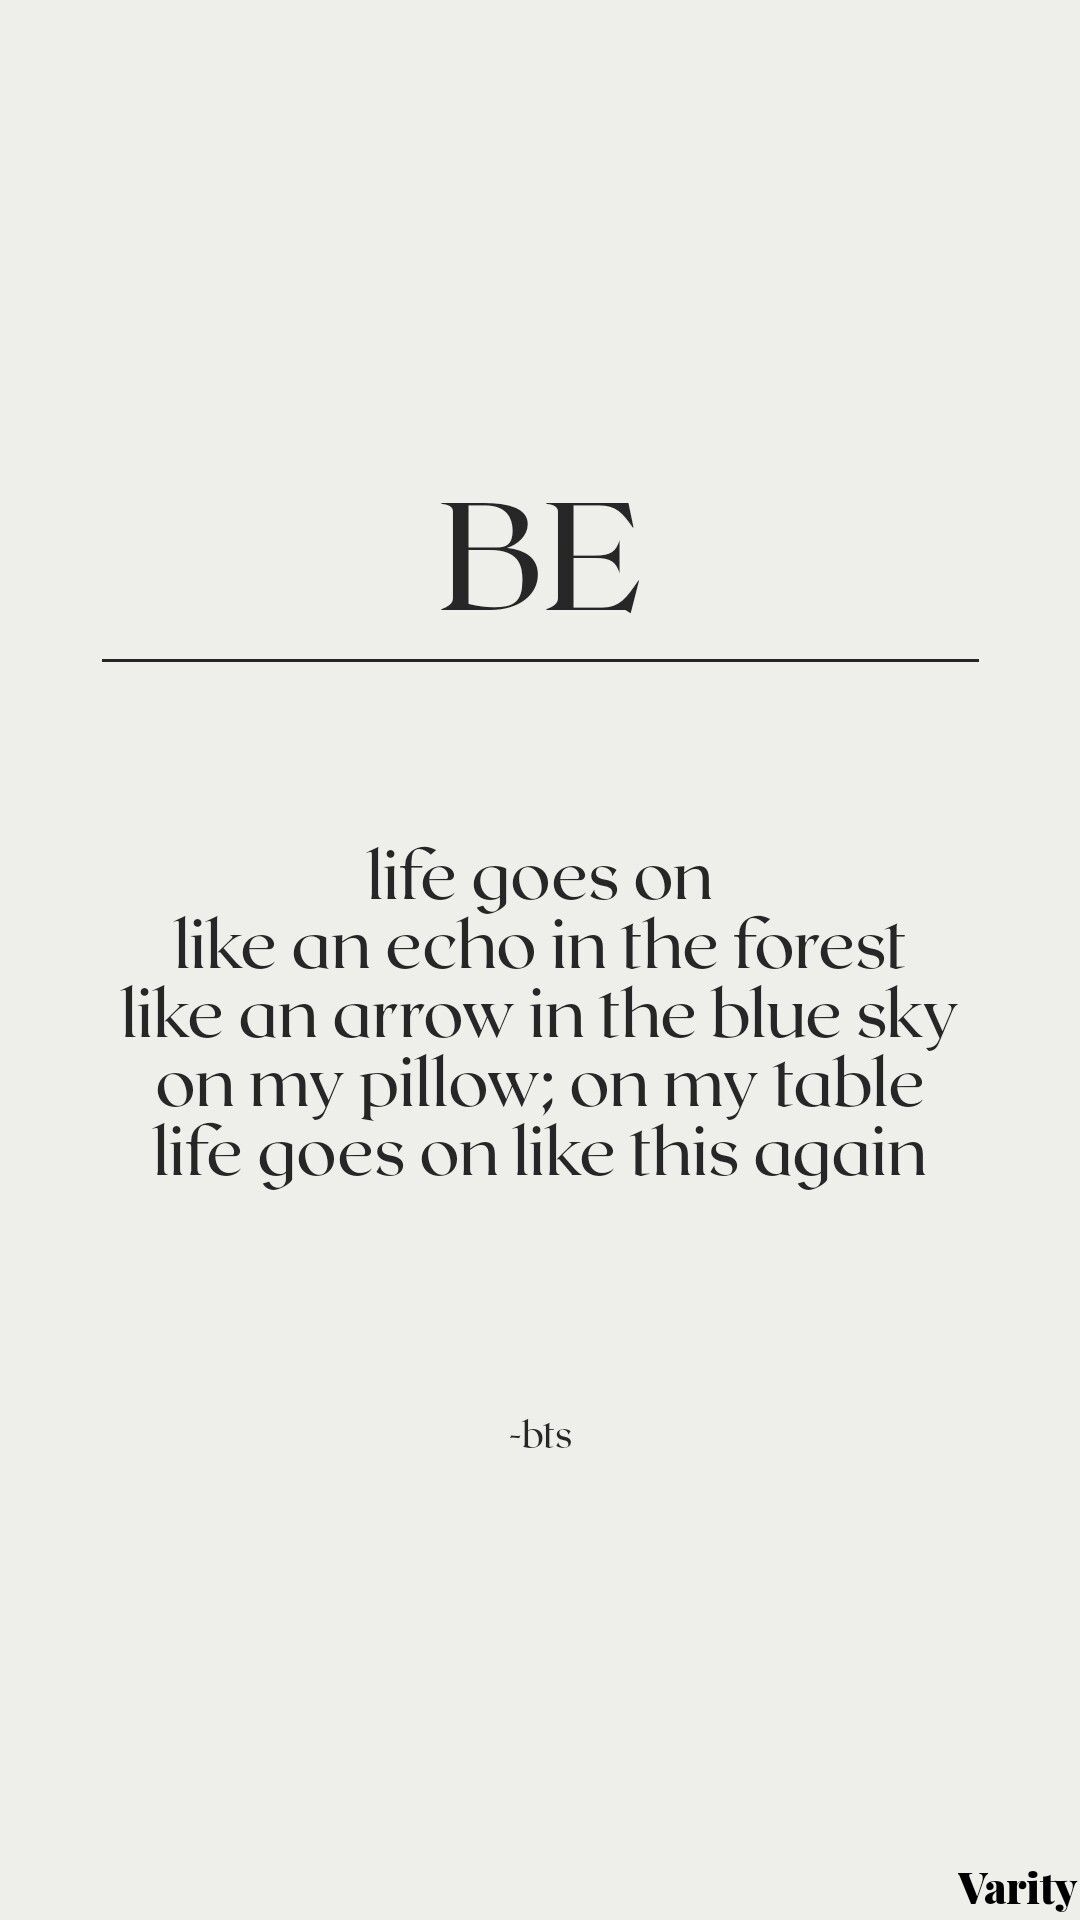 BE
life goes on
like an echo in the forest
like an arrow in the blue sky
on my pillow; on my table
life goes on like this again
-bts
Varity